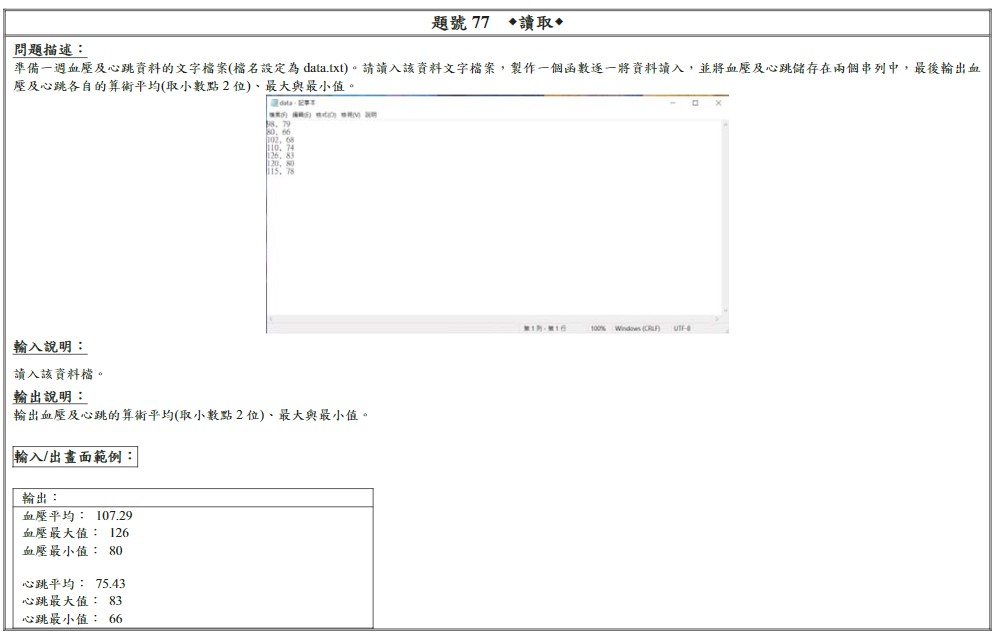 題號 77 ◆讀取◆
問題描述：
準備一週血壓及心跳資料的文字檔案(檔名設定為 data.txt)。請讀入該資料文字檔案，製作一個函數逐一將資料讀入，並將血壓及心跳儲存在兩個串列中，最後輸出血
壓及心跳各自的算術平均(取小數點 2 位)、最大與最小值。
data - 記事本
檔案(F) 編輯(E) 格式(O) 檢視(V) 說明
98, 79
80, 66
102, 68
110, 74
126, 83
120, 80
115, 78
第 1 列，第 1 行 100% Windows (CRLF) UTF-8
輸入說明：
讀入該資料檔。
輸出說明：
輸出血壓及心跳的算術平均(取小數點 2 位)、最大與最小值。
輸入/出畫面範例：
輸出：
血壓平均： 107.29
血壓最大值： 126
血壓最小值： 80
心跳平均： 75.43
心跳最大值： 83
心跳最小值： 66